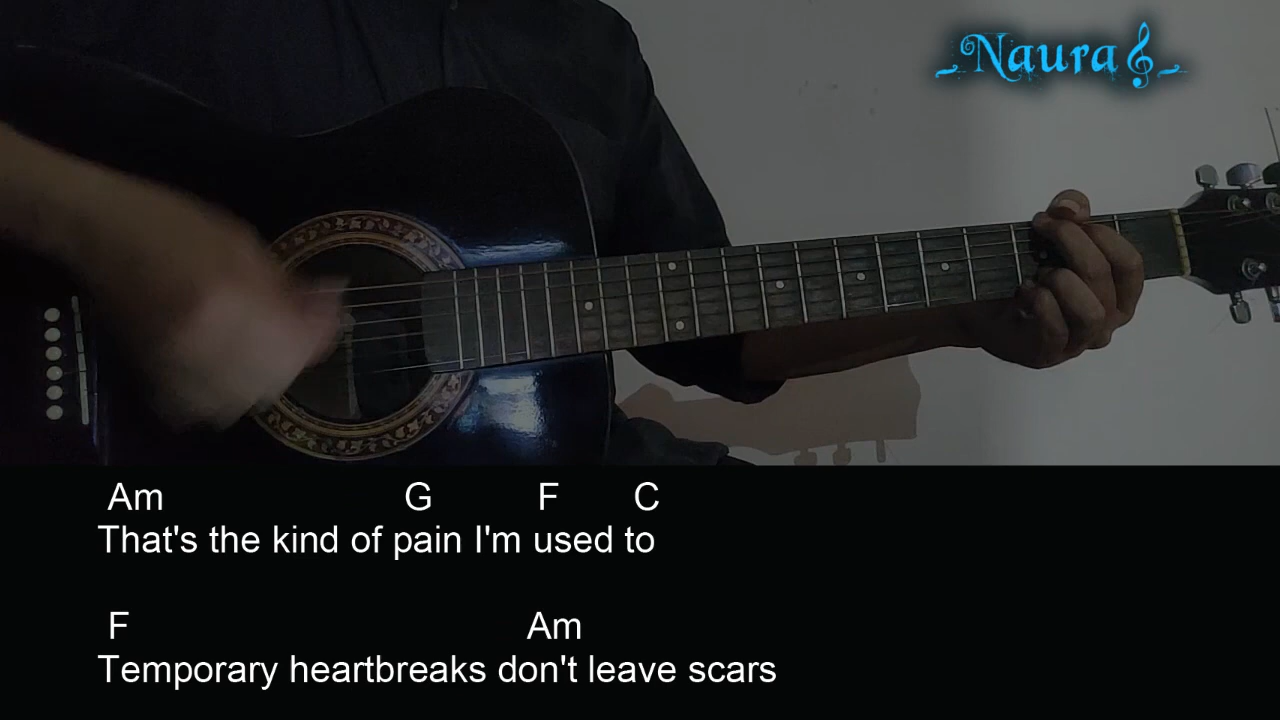 Naura
Am G F C
That's the kind of pain I'm used to
F Am
Temporary heartbreaks don't leave scars